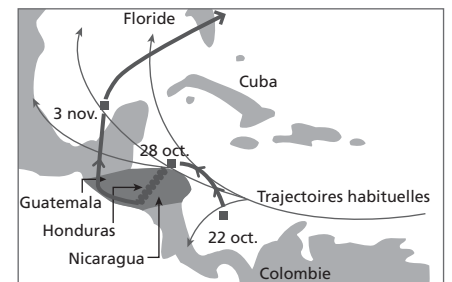 Floride
Cuba
3 nov.
28 oct.
Guatemala
Trajectoires habituelles
Honduras
22 oct.
Nicaragua
Colombie